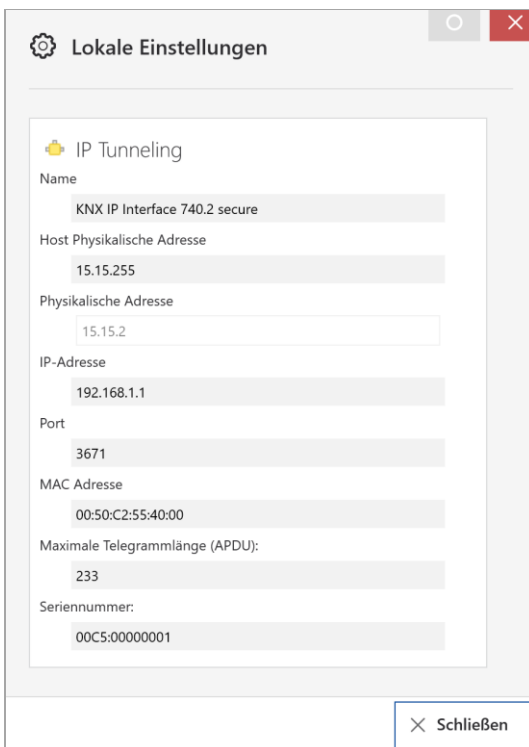 Lokale Einstellungen
IP Tunneling
Name
KNX IP Interface 740.2 secure
Host Physikalische Adresse
15.15.255
Physikalische Adresse
15.15.2
IP-Adresse
192.168.1.1
Port
3671
MAC Adresse
00:50:C2:55:40:00
Maximale Telegrammlänge (APDU):
233
Seriennummer:
00C5:00000001
Schließen